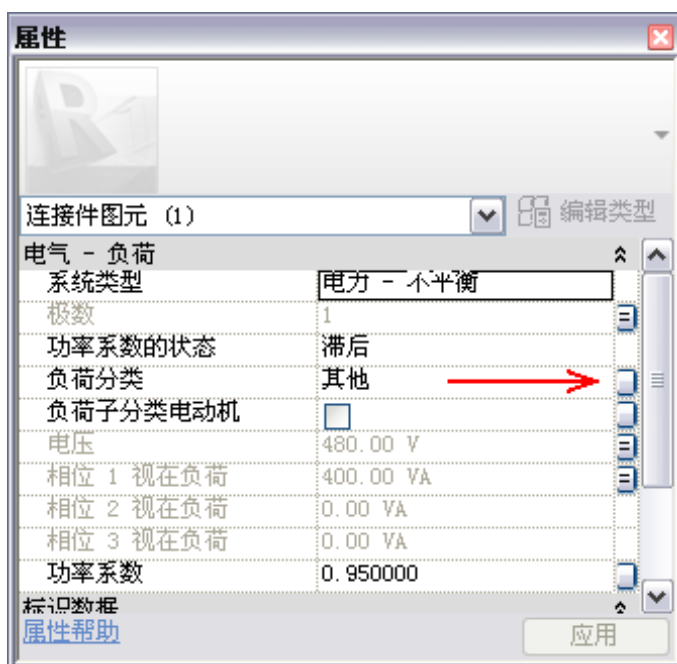 属性
连接件图元 (1)
编辑类型
电气 - 负荷
系统类型 电力 - 不平衡
极数 1
功率系数的状态 滞后
负荷分类 其他
负荷子分类电动机
电压 480.00 V
相位 1 视在负荷 400.00 VA
相位 2 视在负荷 0.00 VA
相位 3 视在负荷 0.00 VA
功率系数 0.950000
标识数据
属性帮助
应用